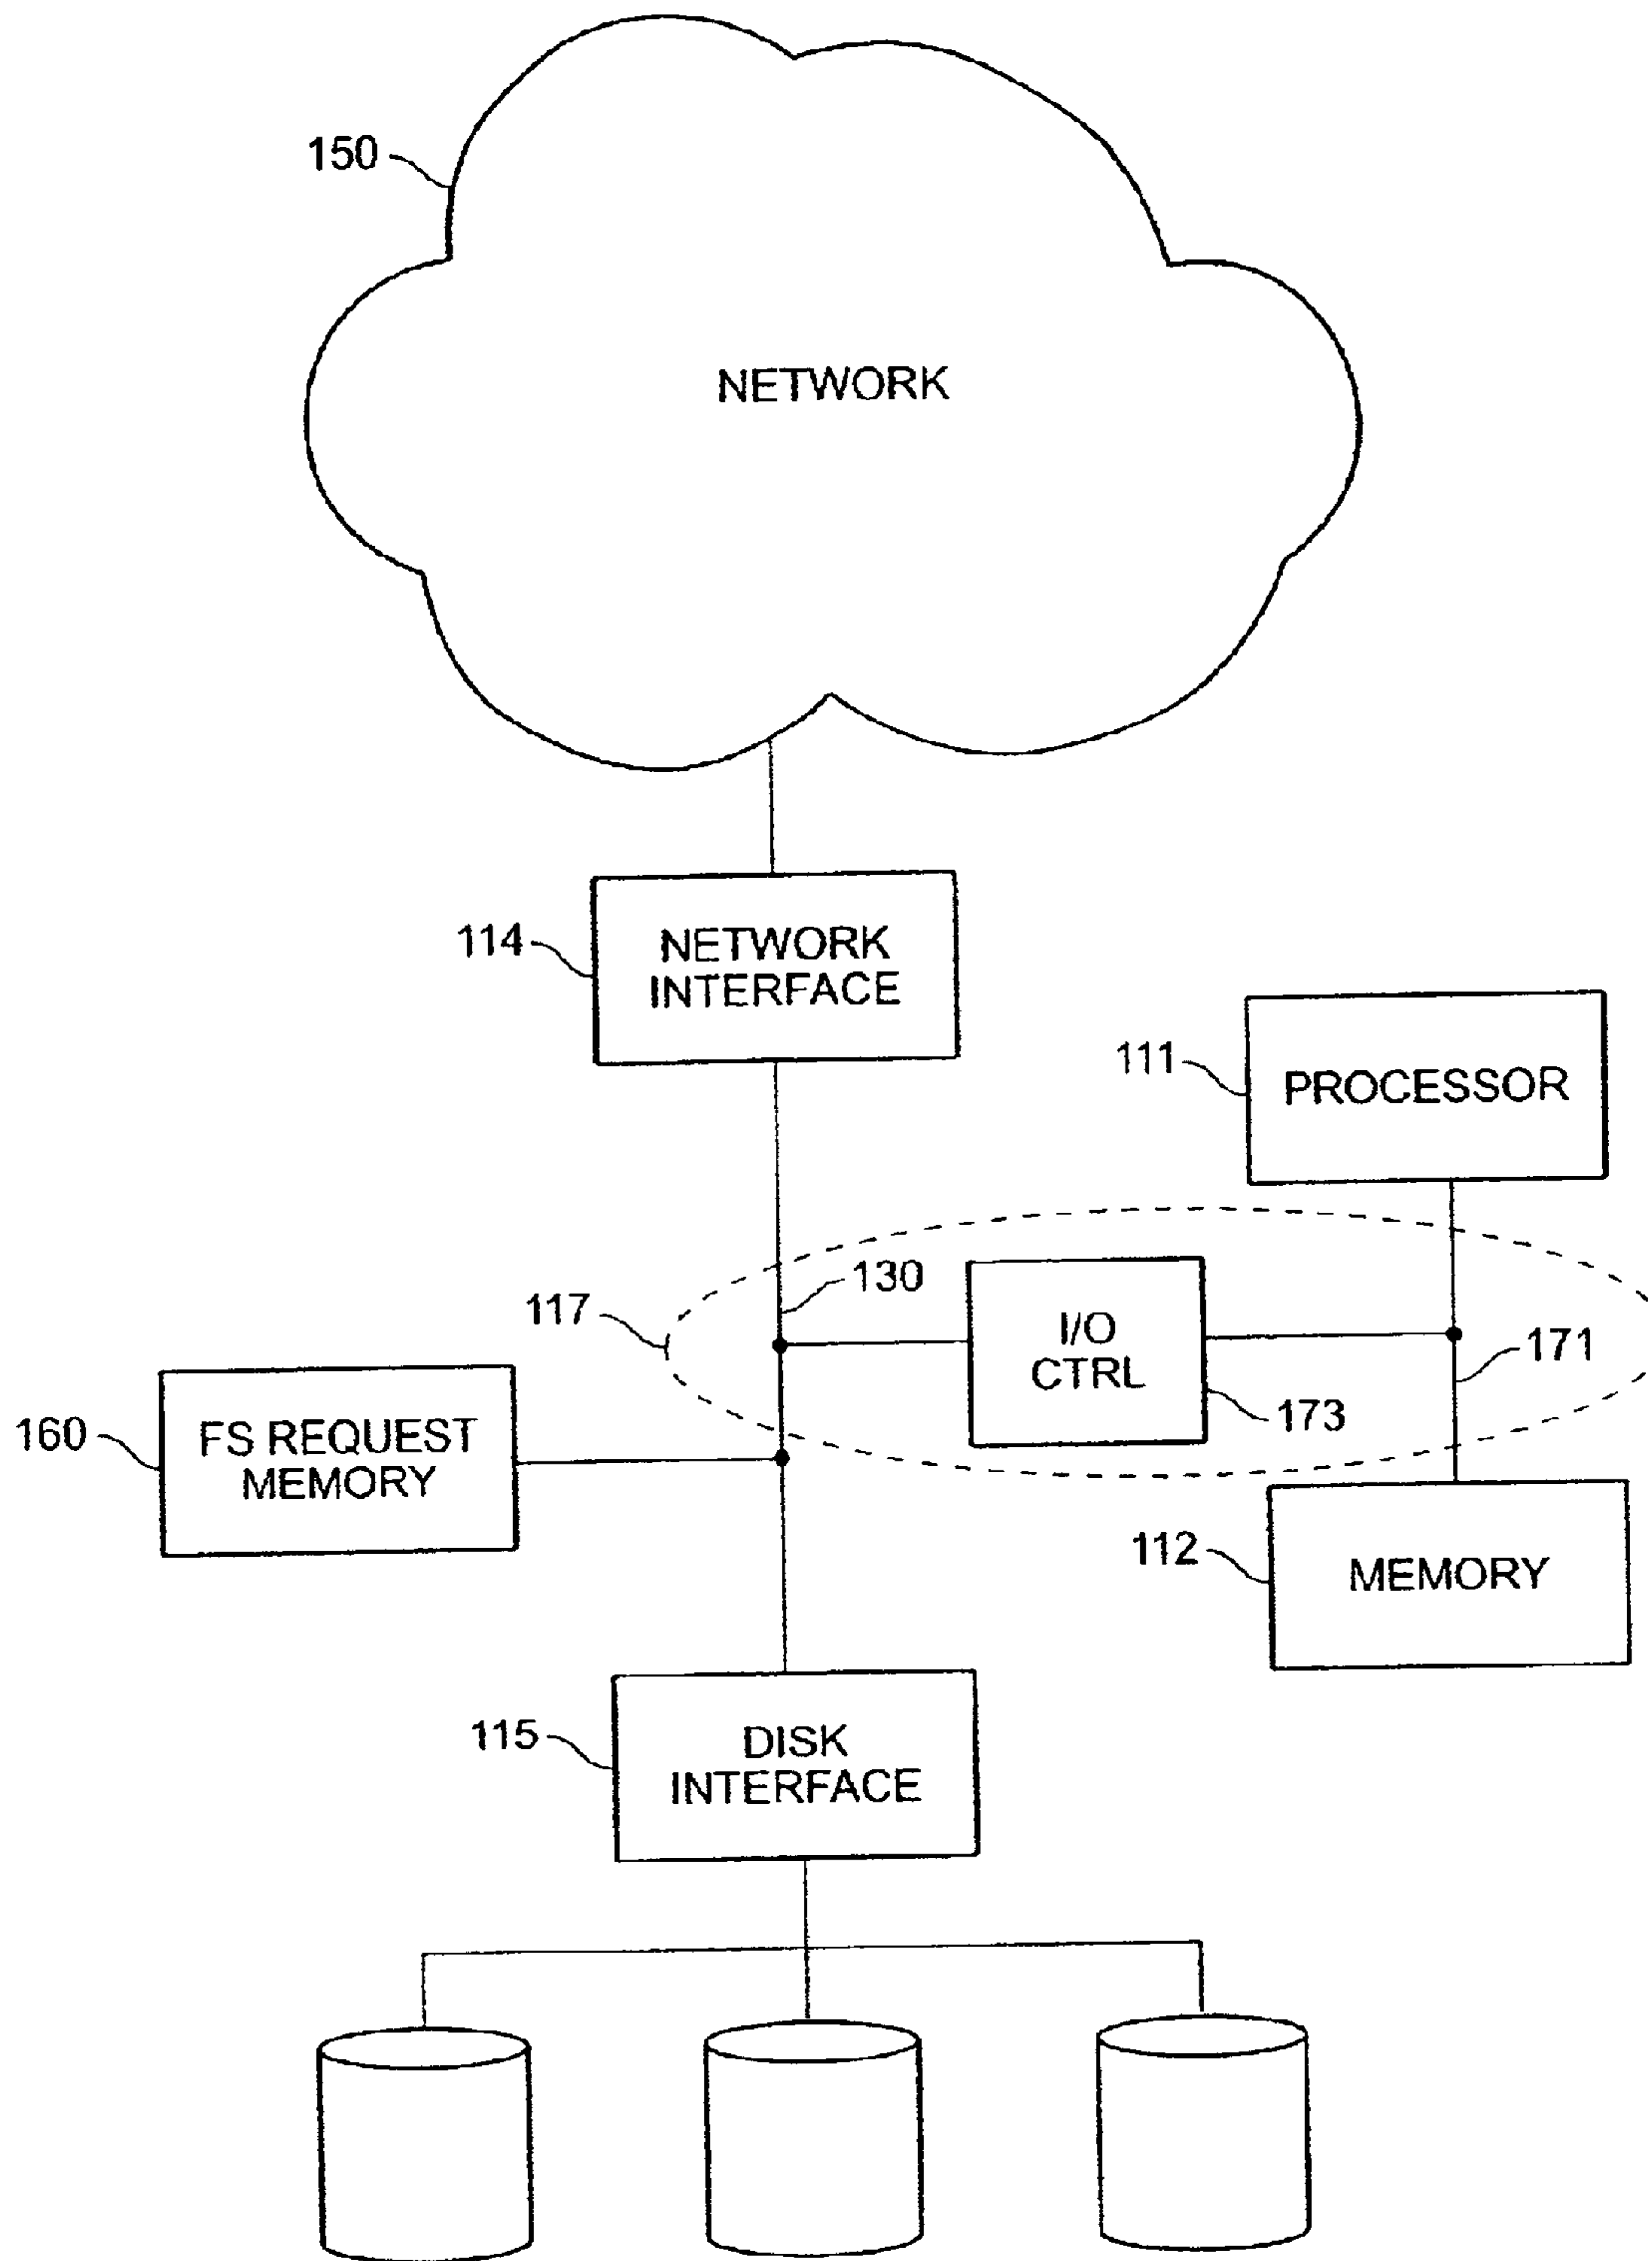 150
NETWORK
114
NETWORK
INTERFACE
111
PROCESSOR
130
117
I/O
CTRL
171
173
160
FS REQUEST
MEMORY
112
MEMORY
115
DISK
INTERFACE